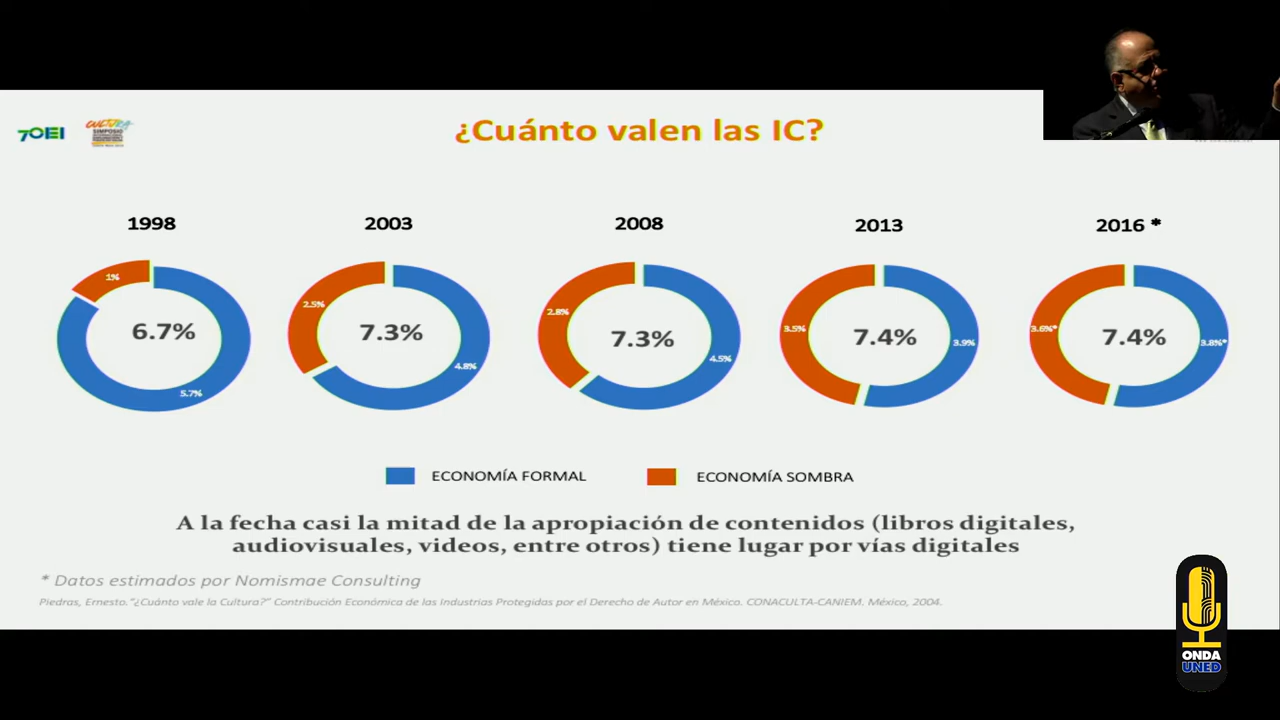 ¿Cuánto valen las IC?
7OEI
CULTURA
SIMPOSIO
1998
2003
2008
2013
2016 *
1%
6.7%
5.7%
2.5%
7.3%
4.8%
2.8%
7.3%
4.5%
3.5%
7.4%
3.9%
3.6%*
7.4%
3.8%*
ECONOMÍA FORMAL
ECONOMÍA SOMBRA
A la fecha casi la mitad de la apropiación de contenidos (libros digitales,
audiovisuales, videos, entre otros) tiene lugar por vías digitales
* Datos estimados por Nomismae Consulting
Piedras, Ernesto."¿Cuánto vale la Cultura?" Contribución Económica de las Industrias Protegidas por el Derecho de Autor en México. CONACULTA-CANIEM. México, 2004.
ONDA
UNED